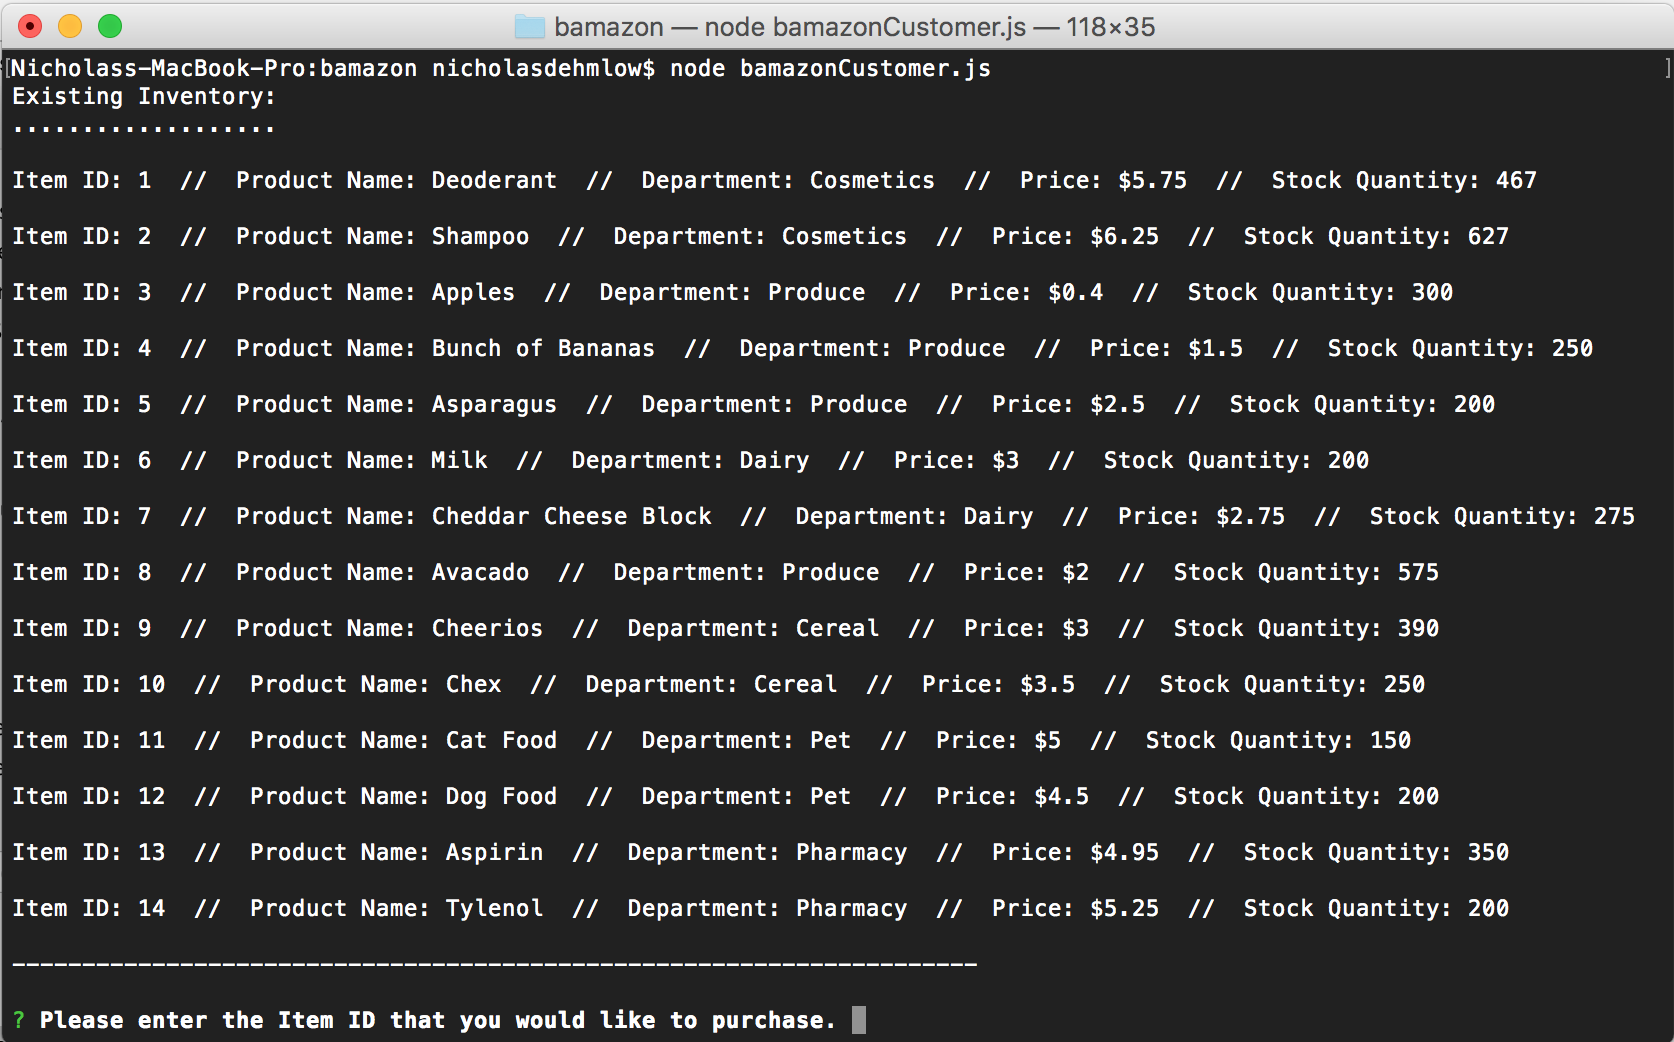 bamazon — node bamazonCustomer.js — 118×35
[Nicholass-MacBook-Pro:bamazon nicholasdehmlow$ node bamazonCustomer.js ]
Existing Inventory:
...................
Item ID: 1  //  Product Name: Deoderant  //  Department: Cosmetics  //  Price: $5.75  //  Stock Quantity: 467
Item ID: 2  //  Product Name: Shampoo  //  Department: Cosmetics  //  Price: $6.25  //  Stock Quantity: 627
Item ID: 3  //  Product Name: Apples  //  Department: Produce  //  Price: $0.4  //  Stock Quantity: 300
Item ID: 4  //  Product Name: Bunch of Bananas  //  Department: Produce  //  Price: $1.5  //  Stock Quantity: 250
Item ID: 5  //  Product Name: Asparagus  //  Department: Produce  //  Price: $2.5  //  Stock Quantity: 200
Item ID: 6  //  Product Name: Milk  //  Department: Dairy  //  Price: $3  //  Stock Quantity: 200
Item ID: 7  //  Product Name: Cheddar Cheese Block  //  Department: Dairy  //  Price: $2.75  //  Stock Quantity: 275
Item ID: 8  //  Product Name: Avacado  //  Department: Produce  //  Price: $2  //  Stock Quantity: 575
Item ID: 9  //  Product Name: Cheerios  //  Department: Cereal  //  Price: $3  //  Stock Quantity: 390
Item ID: 10  //  Product Name: Chex  //  Department: Cereal  //  Price: $3.5  //  Stock Quantity: 250
Item ID: 11  //  Product Name: Cat Food  //  Department: Pet  //  Price: $5  //  Stock Quantity: 150
Item ID: 12  //  Product Name: Dog Food  //  Department: Pet  //  Price: $4.5  //  Stock Quantity: 200
Item ID: 13  //  Product Name: Aspirin  //  Department: Pharmacy  //  Price: $4.95  //  Stock Quantity: 350
Item ID: 14  //  Product Name: Tylenol  //  Department: Pharmacy  //  Price: $5.25  //  Stock Quantity: 200
---------------------------------------------------------------------
? Please enter the Item ID that you would like to purchase.